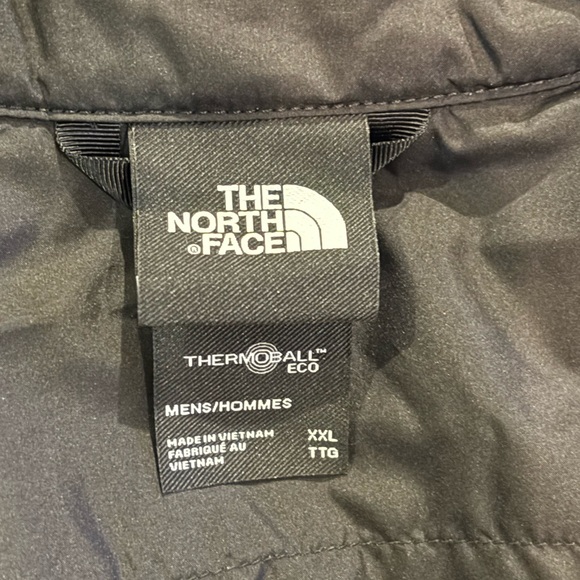 THE
NORTH
®FACE
THERMOBALL™
ECO
MENS/HOMMES
MADE IN VIETNAM XXL
FABRIQUÉ AU TTG
VIETNAM